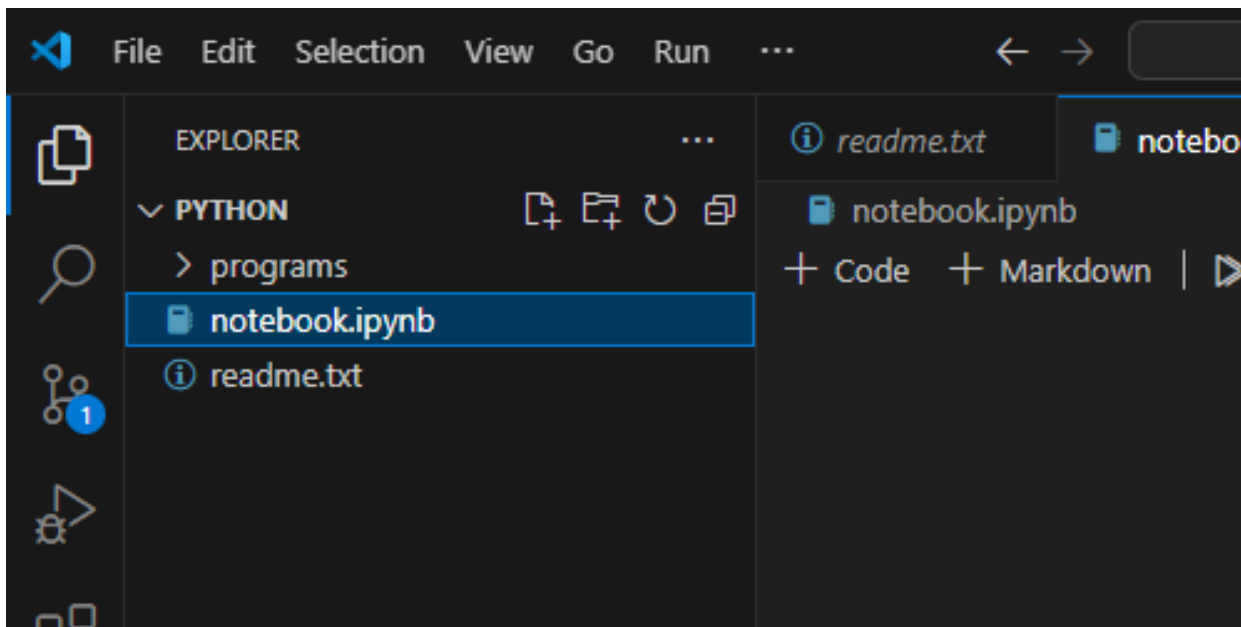 File Edit Selection View Go Run ...
EXPLORER ...
readme.txt
PYTHON
notebook.ipynb
programs
+ Code + Markdown
notebook.ipynb
readme.txt
1